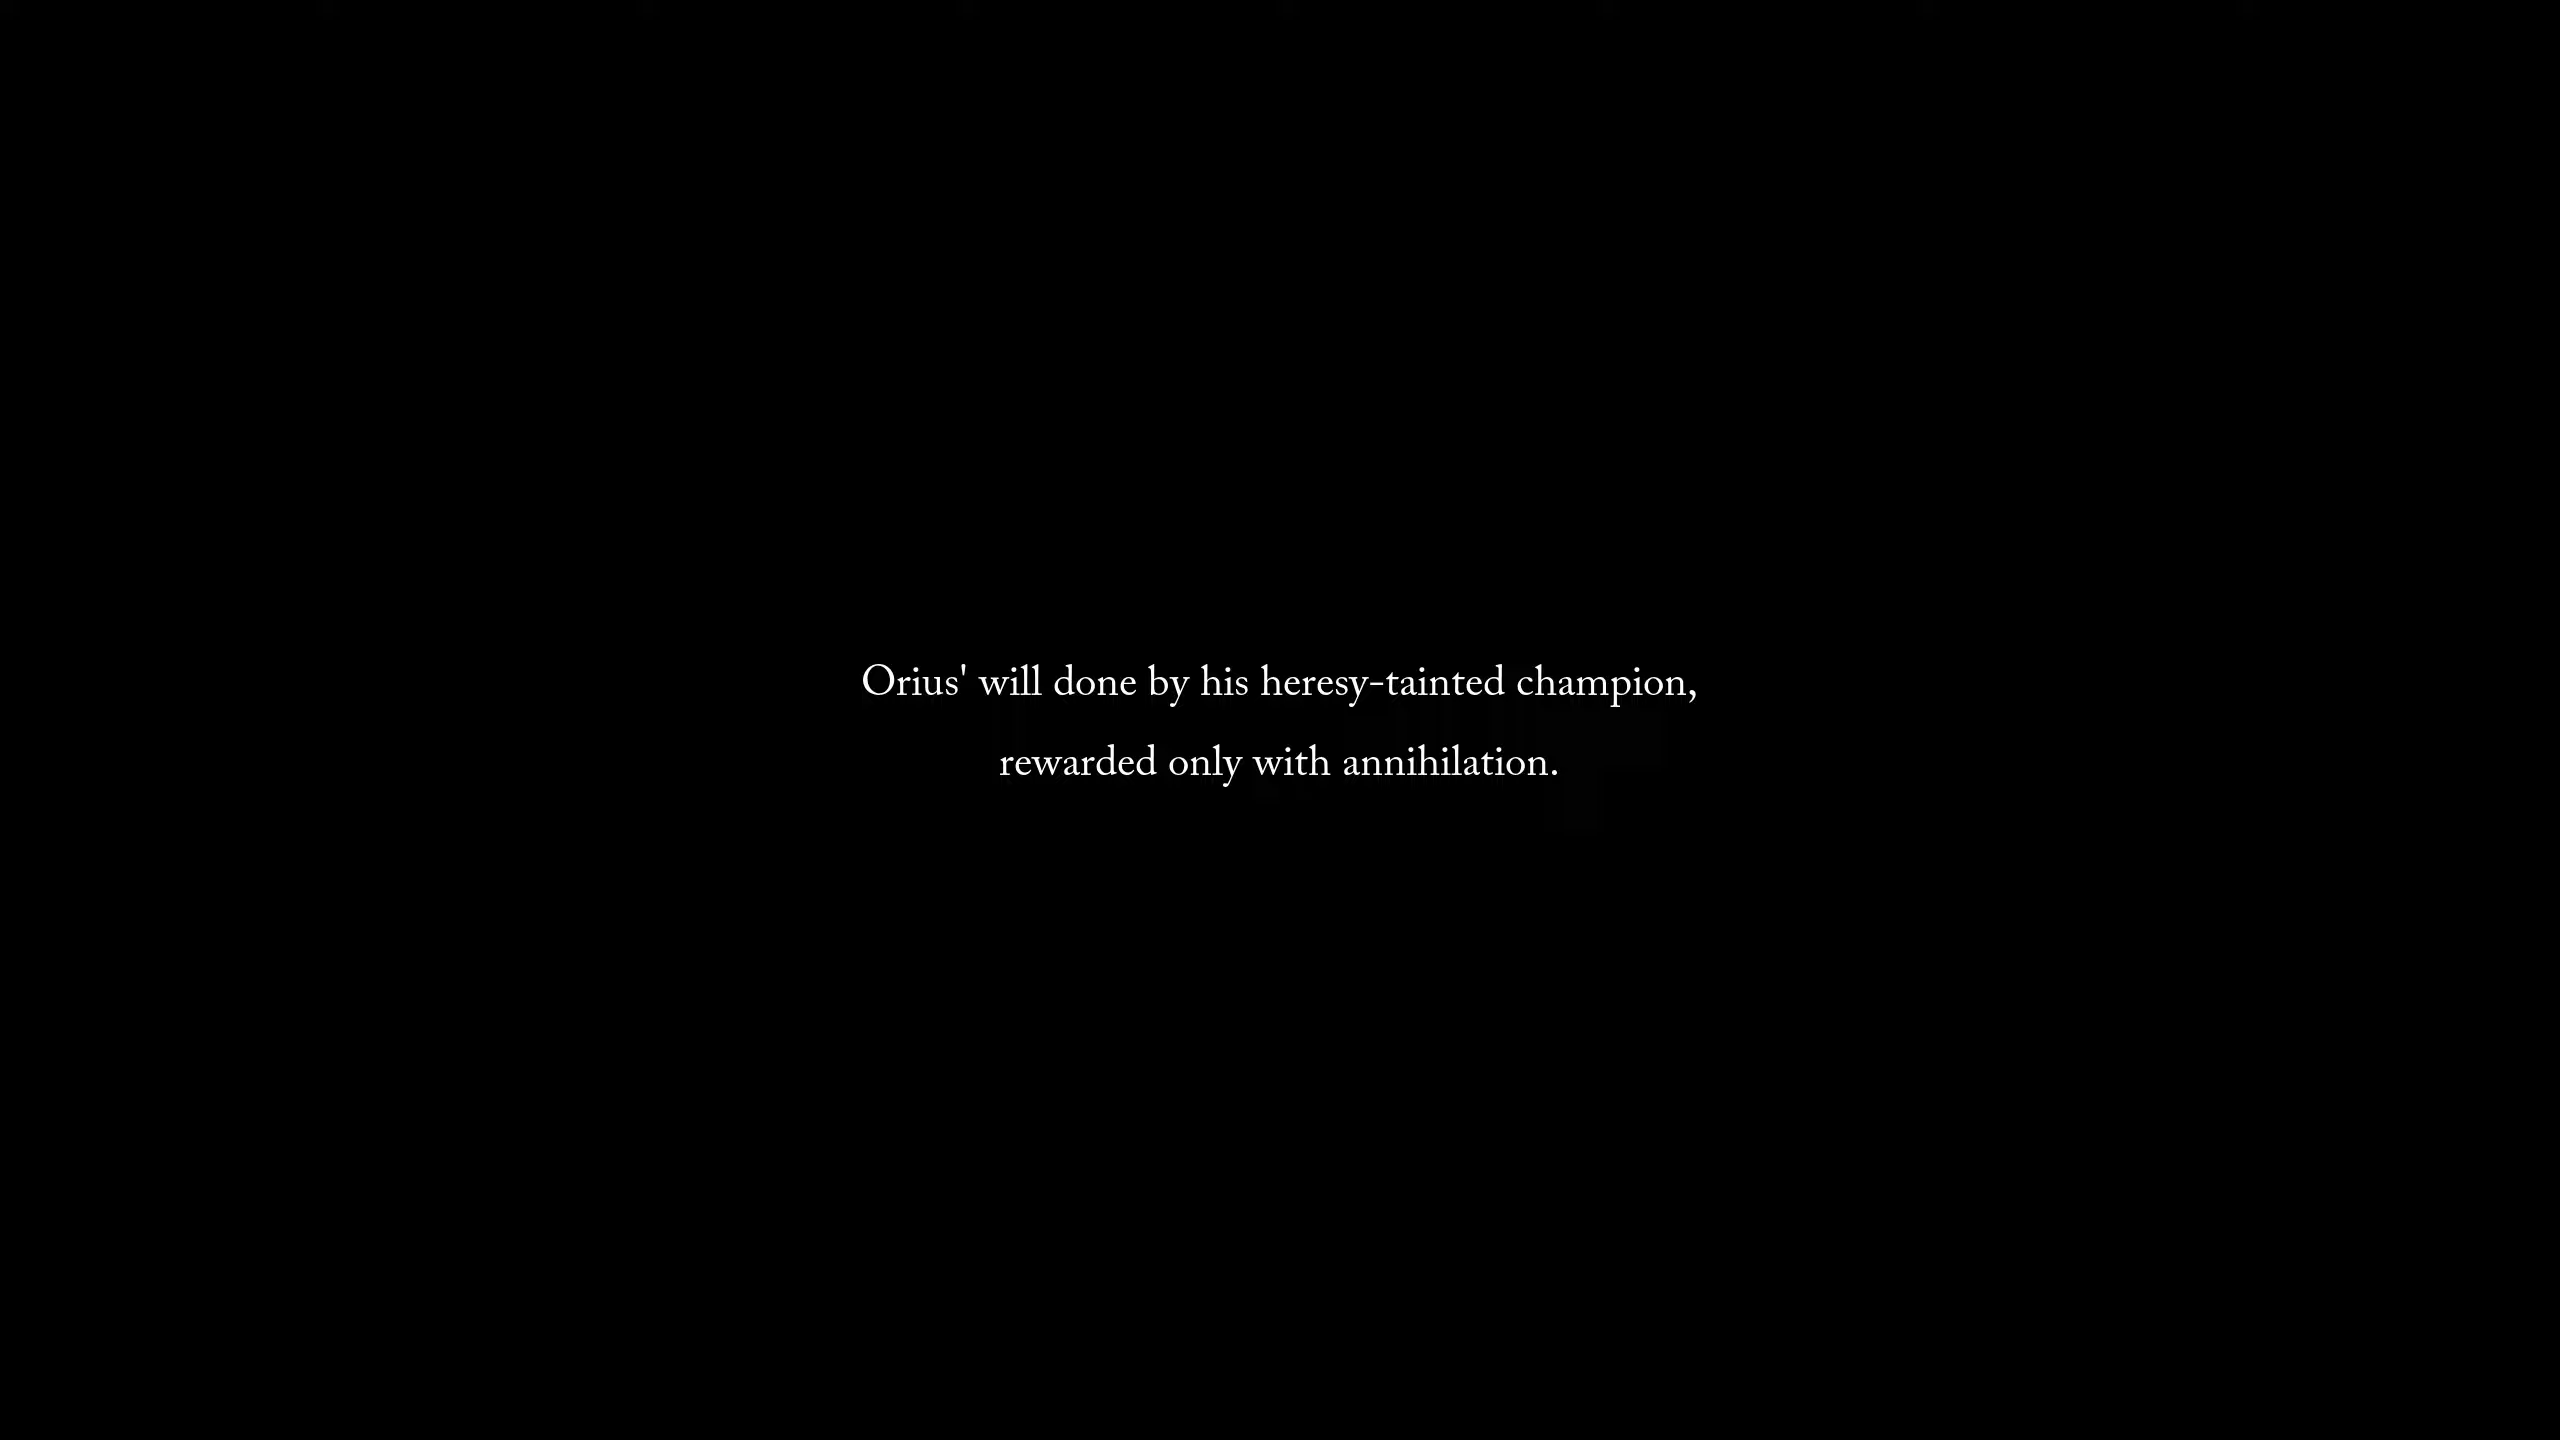 Orius' will done by his heresy-tainted champion,
rewarded only with annihilation.